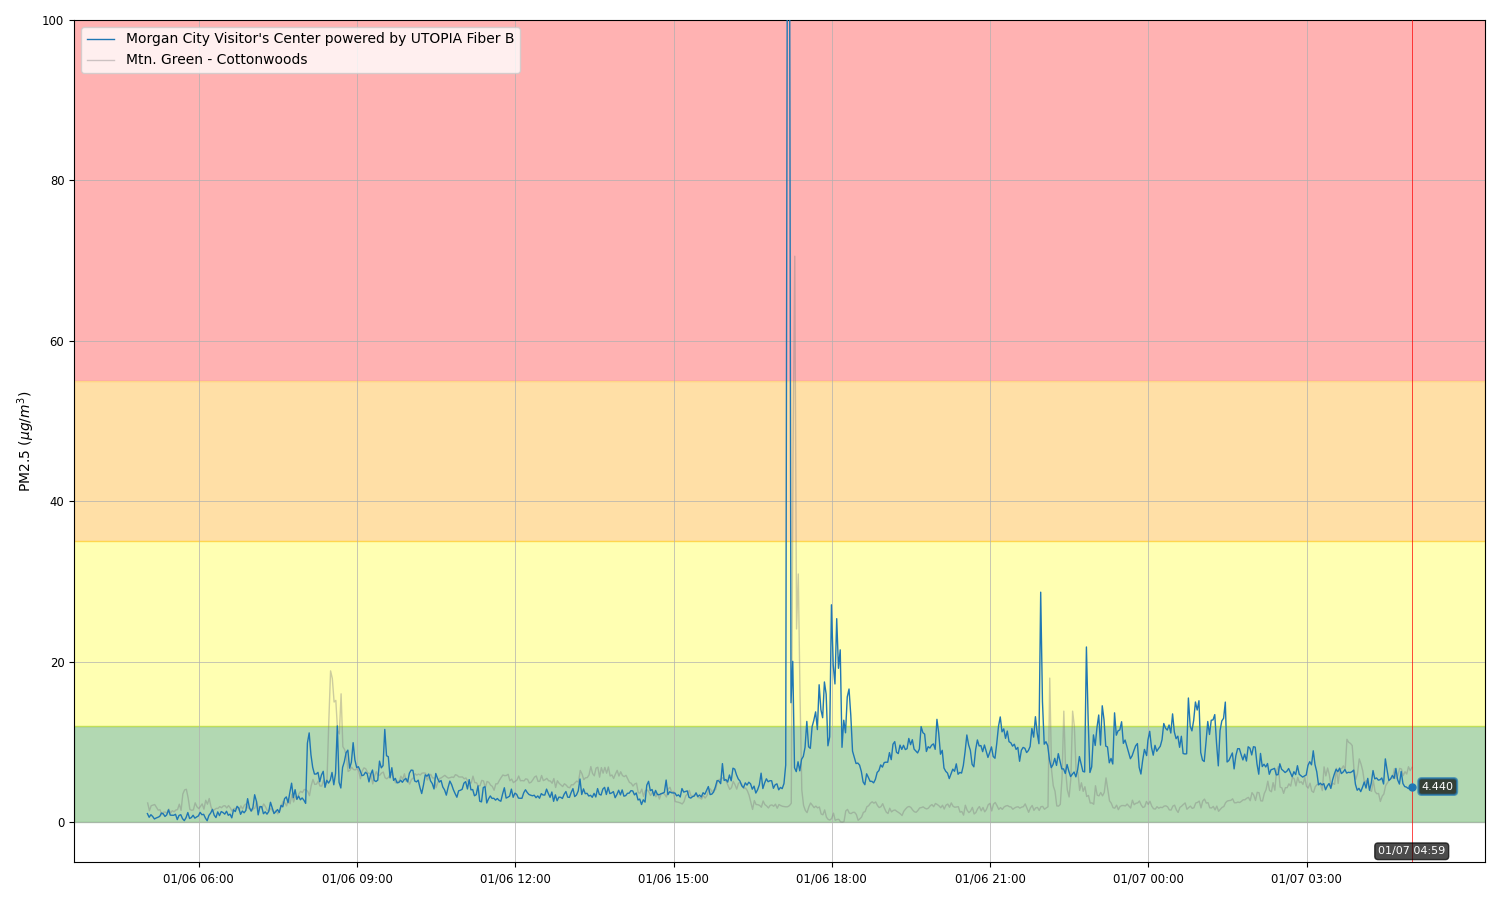 100
Morgan City Visitor's Center powered by UTOPIA Fiber B
Mtn. Green - Cottonwoods
80
60
PM2.5 (μg/m³)
40
20
0
4.440
01/07 04:59
01/06 06:00 01/06 09:00 01/06 12:00 01/06 15:00 01/06 18:00 01/06 21:00 01/07 00:00 01/07 03:00